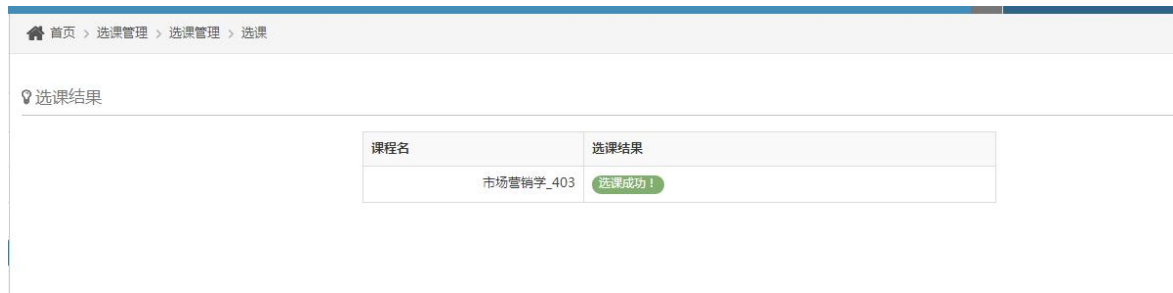 首页 > 选课管理 > 选课管理 > 选课
选课结果
课程名 选课结果
市场营销学_403 选课成功！